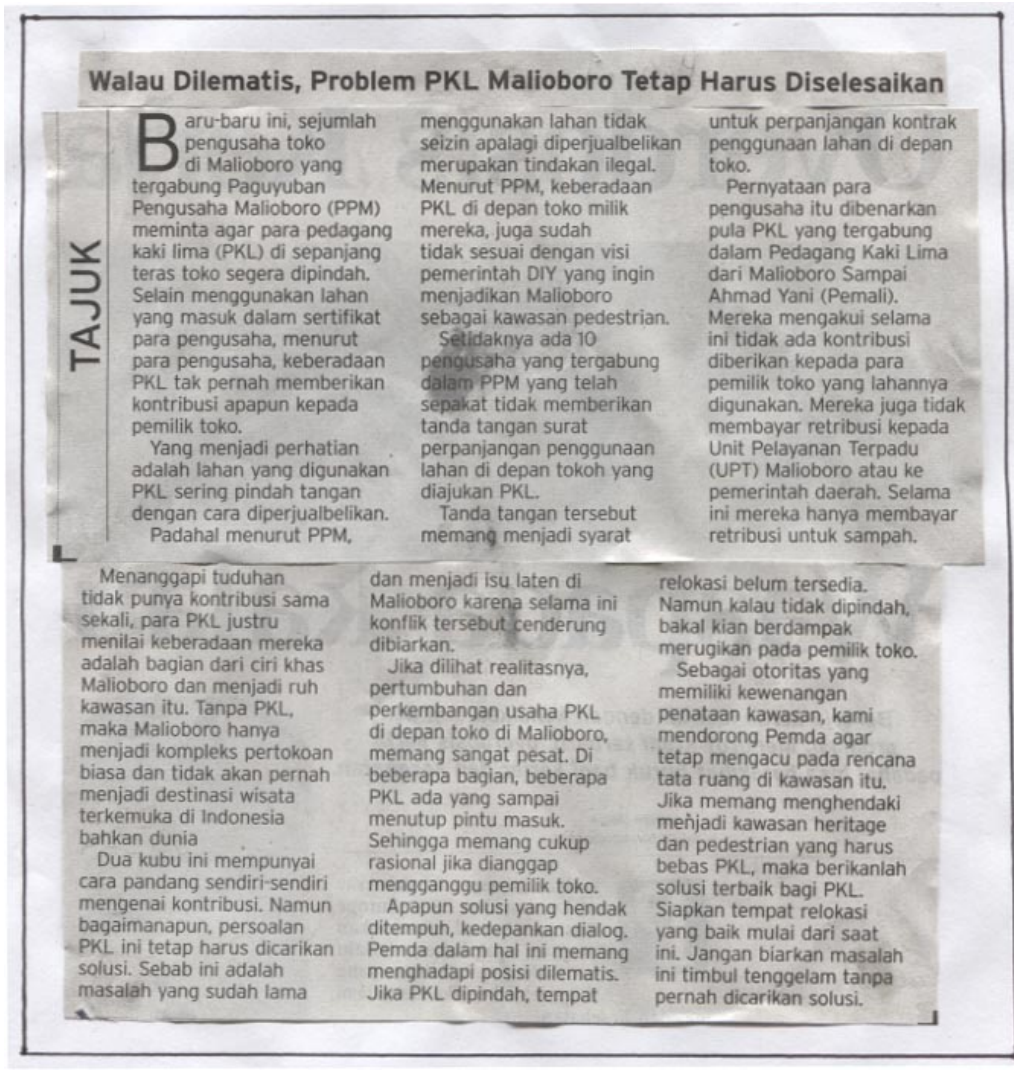 Walau Dilematis, Problem PKL Malioboro Tetap Harus Diselesaikan
TAJUK
Baru-baru ini, sejumlah
pengusaha toko
di Malioboro yang
tergabung Paguyuban
Pengusaha Malioboro (PPM)
meminta agar para pedagang
kaki lima (PKL) di sepanjang
teras toko segera dipindah.
Selain menggunakan lahan
yang masuk dalam sertifikat
para pengusaha, menurut
para pengusaha, keberadaan
PKL tak pernah memberikan
kontribusi apapun kepada
pemilik toko.
Yang menjadi perhatian
adalah lahan yang digunakan
PKL sering pindah tangan
dengan cara diperjualbelikan.
Padahal menurut PPM,
menggunakan lahan tidak
seizin apalagi diperjualbelikan
merupakan tindakan ilegal.
Menurut PPM, keberadaan
PKL di depan toko milik
mereka, juga sudah
tidak sesuai dengan visi
pemerintah DIY yang ingin
menjadikan Malioboro
sebagai kawasan pedestrian.
Setidaknya ada 10
pengusaha yang tergabung
dalam PPM yang telah
sepakat tidak memberikan
tanda tangan surat
perpanjangan penggunaan
lahan di depan tokoh yang
diajukan PKL.
Tanda tangan tersebut
memang menjadi syarat
untuk perpanjangan kontrak
penggunaan lahan di depan
toko.
Pernyataan para
pengusaha itu dibenarkan
pula PKL yang tergabung
dalam Pedagang Kaki Lima
dari Malioboro Sampai
Ahmad Yani (Pemali).
Mereka mengakui selama
ini tidak ada kontribusi
diberikan kepada para
pemilik toko yang lahannya
digunakan. Mereka juga tidak
membayar retribusi kepada
Unit Pelayanan Terpadu
(UPT) Malioboro atau ke
pemerintah daerah. Selama
ini mereka hanya membayar
retribusi untuk sampah.
Menanggapi tuduhan
tidak punya kontribusi sama
sekali, para PKL justru
menilai keberadaan mereka
adalah bagian dari ciri khas
Malioboro dan menjadi ruh
kawasan itu. Tanpa PKL,
maka Malioboro hanya
menjadi kompleks pertokoan
biasa dan tidak akan pernah
menjadi destinasi wisata
terkemuka di Indonesia
bahkan dunia
Dua kubu ini mempunyai
cara pandang sendiri-sendiri
mengenai kontribusi. Namun
bagaimanapun, persoalan
PKL ini tetap harus dicarikan
solusi. Sebab ini adalah
masalah yang sudah lama
dan menjadi isu laten di
Malioboro karena selama ini
konflik tersebut cenderung
dibiarkan.
Jika dilihat realitasnya,
pertumbuhan dan
perkembangan usaha PKL
di depan toko di Malioboro,
memang sangat pesat. Di
beberapa bagian, beberapa
PKL ada yang sampai
menutup pintu masuk.
Sehingga memang cukup
rasional jika dianggap
mengganggu pemilik toko.
Apapun solusi yang hendak
ditempuh, kedepankan dialog.
Pemda dalam hal ini memang
menghadapi posisi dilematis.
Jika PKL dipindah, tempat
relokasi belum tersedia.
Namun kalau tidak dipindah,
bakal kian berdampak
merugikan pada pemilik toko.
Sebagai otoritas yang
memiliki kewenangan
penataan kawasan, kami
mendorong Pemda agar
tetap mengacu pada rencana
tata ruang di kawasan itu.
Jika memang menghendaki
menjadi kawasan heritage
dan pedestrian yang harus
bebas PKL, maka berikanlah
solusi terbaik bagi PKL.
Siapkan tempat relokasi
yang baik mulai dari saat
ini. Jangan biarkan masalah
ini timbul tenggelam tanpa
pernah dicarikan solusi.